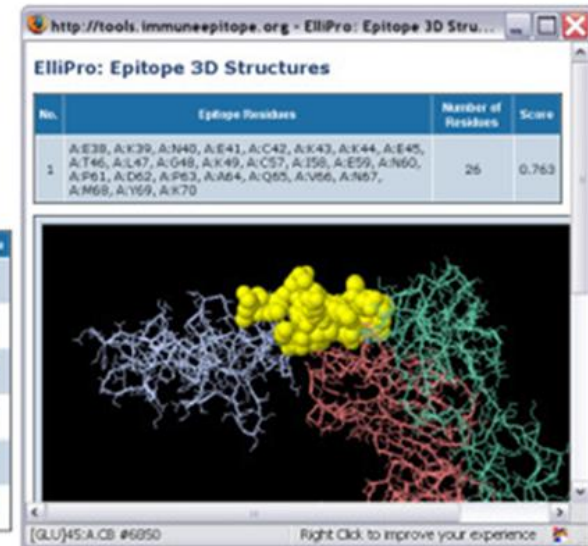 http://tools.immuneepitope.org - ElliPro: Epitope 3D Stru...
ElliPro: Epitope 3D Structures
No. Epitope Residues Number of Residues Score
1 A:E38, A:K39, A:N40, A:E41, A:C42, A:K43, A:K44, A:E45,
A:T46, A:L47, A:G48, A:K49, A:C57, A:I58, A:E59, A:N60,
A:P61, A:D62, A:P63, A:A64, A:Q65, A:V66, A:N67,
A:M68, A:Y69, A:K70
26 0.763
[GLU]45:A.CB #6850 Right Click to improve your experience